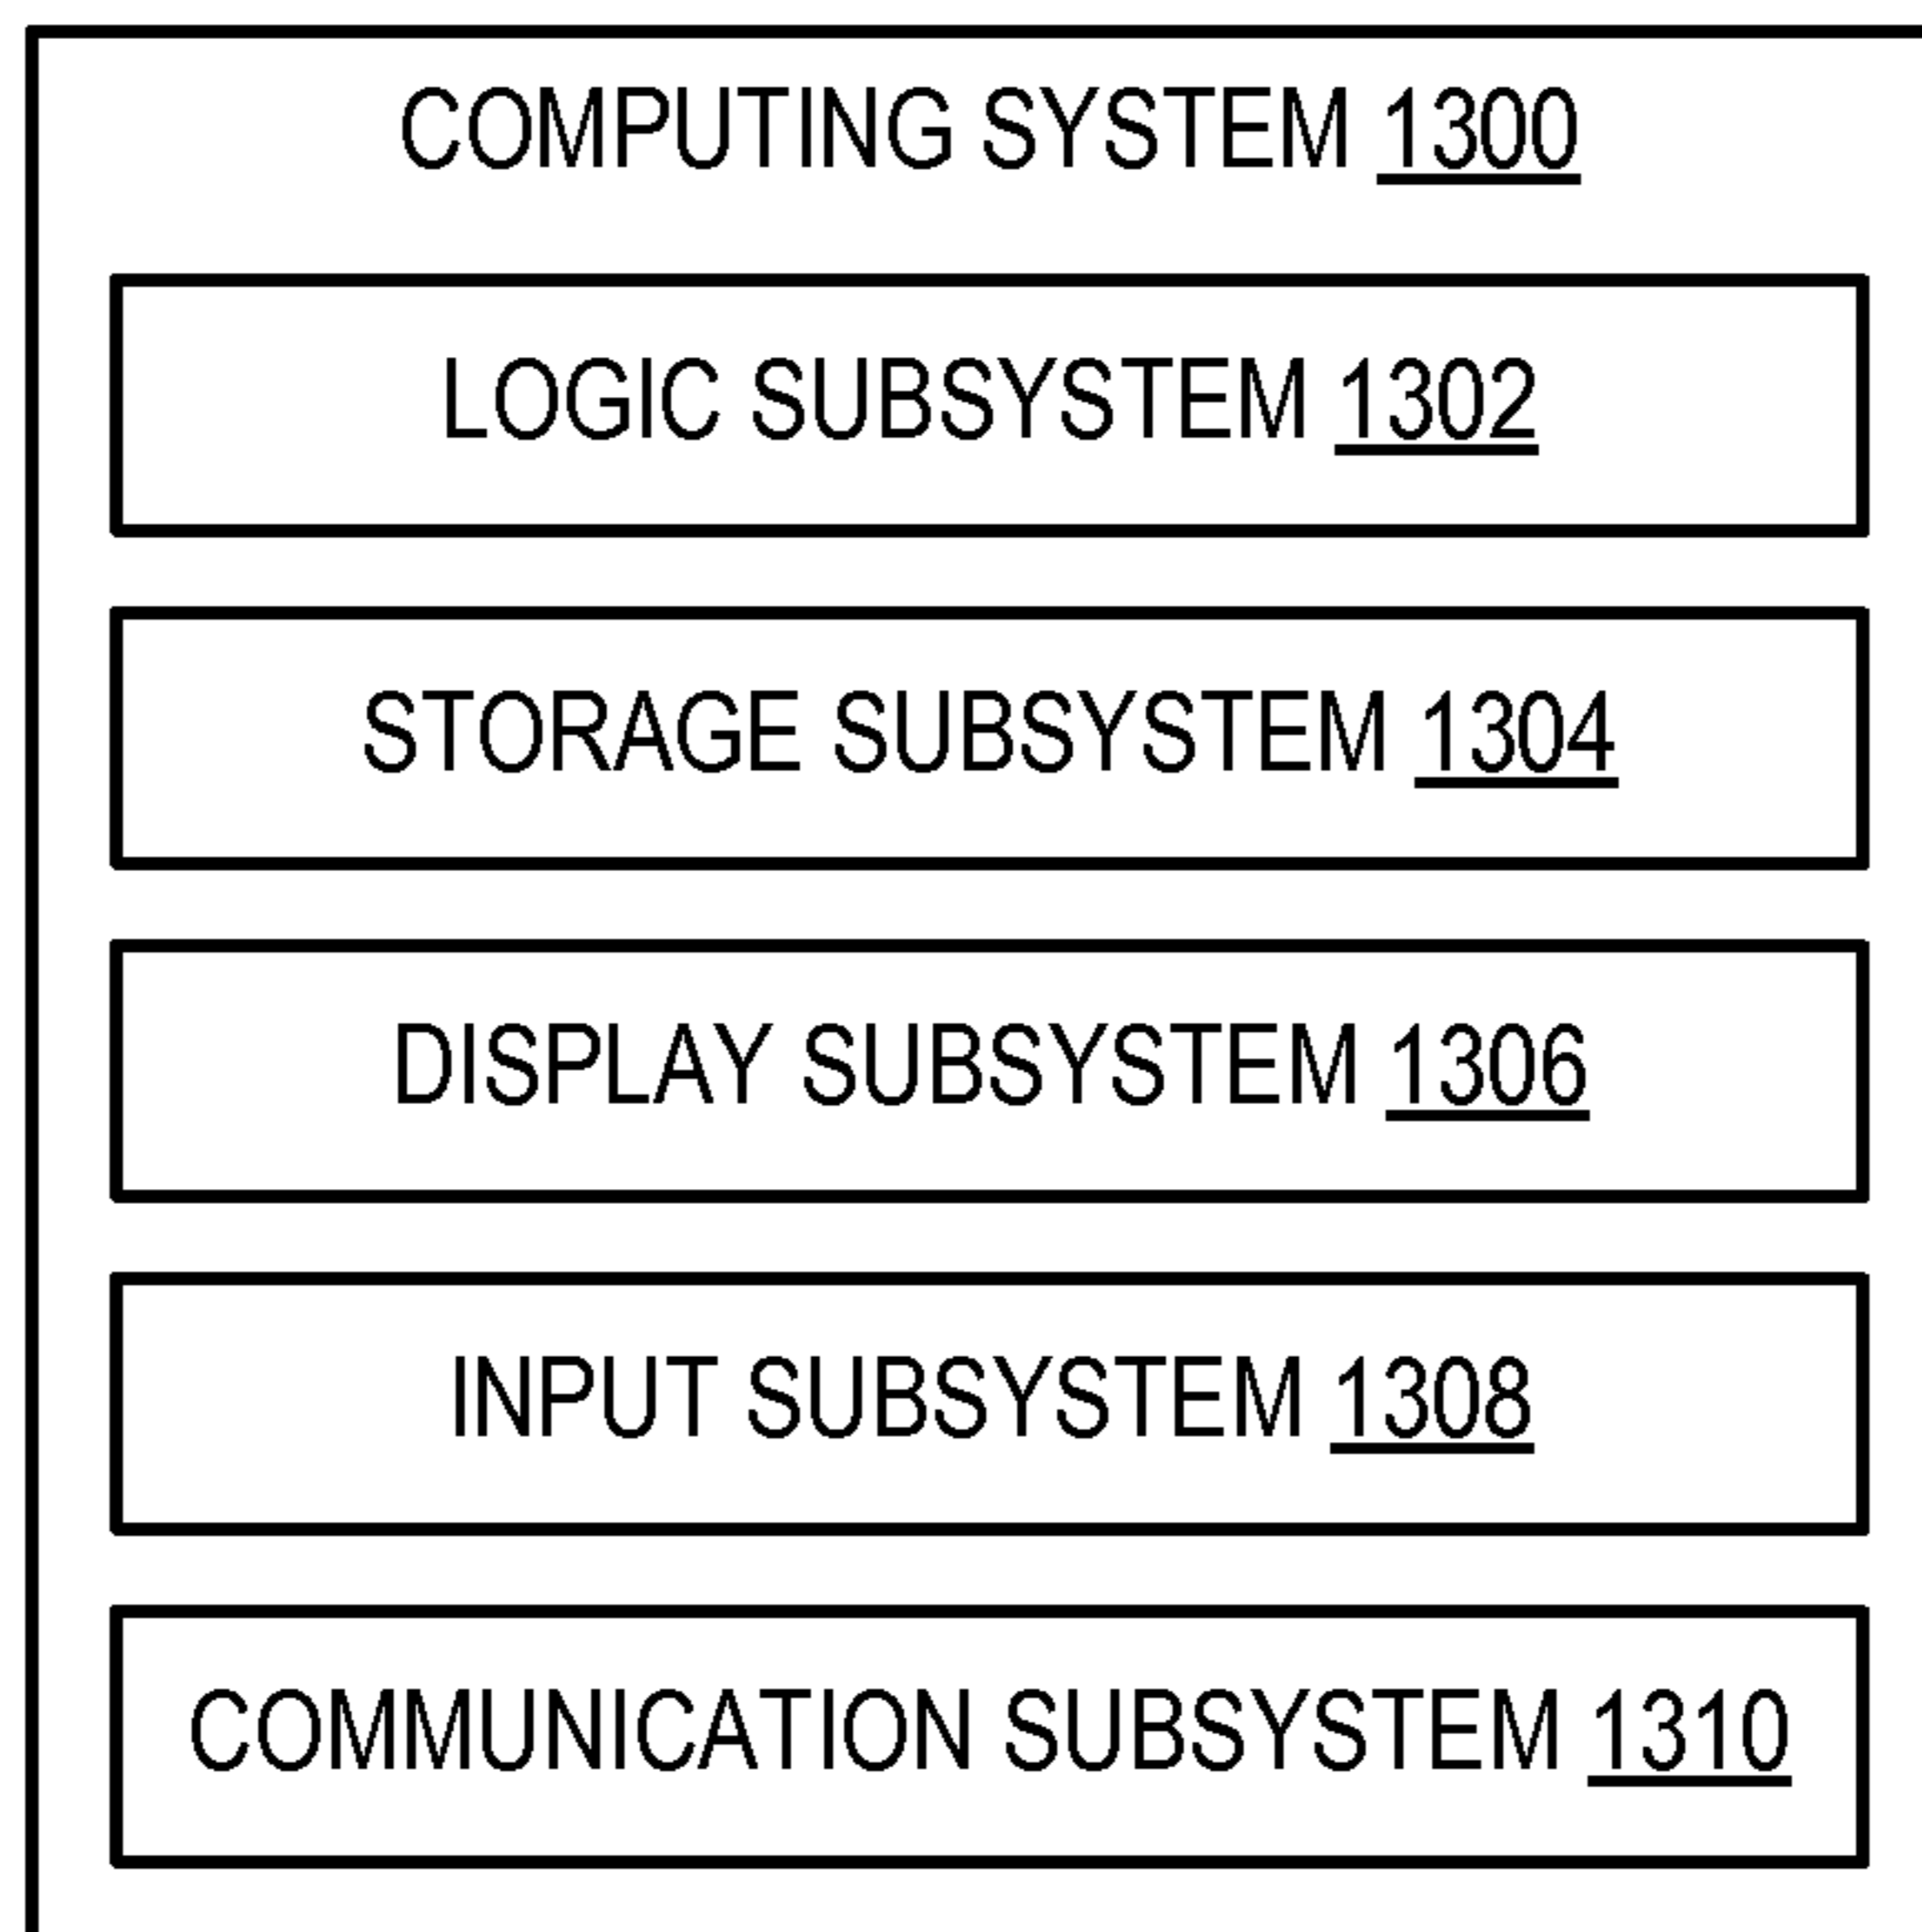 COMPUTING SYSTEM 1300
LOGIC SUBSYSTEM 1302
STORAGE SUBSYSTEM 1304
DISPLAY SUBSYSTEM 1306
INPUT SUBSYSTEM 1308
COMMUNICATION SUBSYSTEM 1310